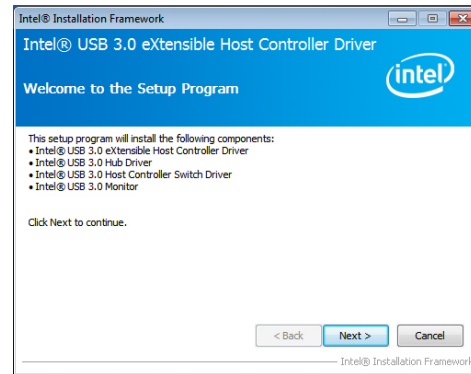 Intel® Installation Framework
Intel® USB 3.0 eXtensible Host Controller Driver
Welcome to the Setup Program
intel
This setup program will install the following components:
• Intel® USB 3.0 eXtensible Host Controller Driver
• Intel® USB 3.0 Hub Driver
• Intel® USB 3.0 Host Controller Switch Driver
• Intel® USB 3.0 Monitor
Click Next to continue.
< Back Next > Cancel
Intel® Installation Framework